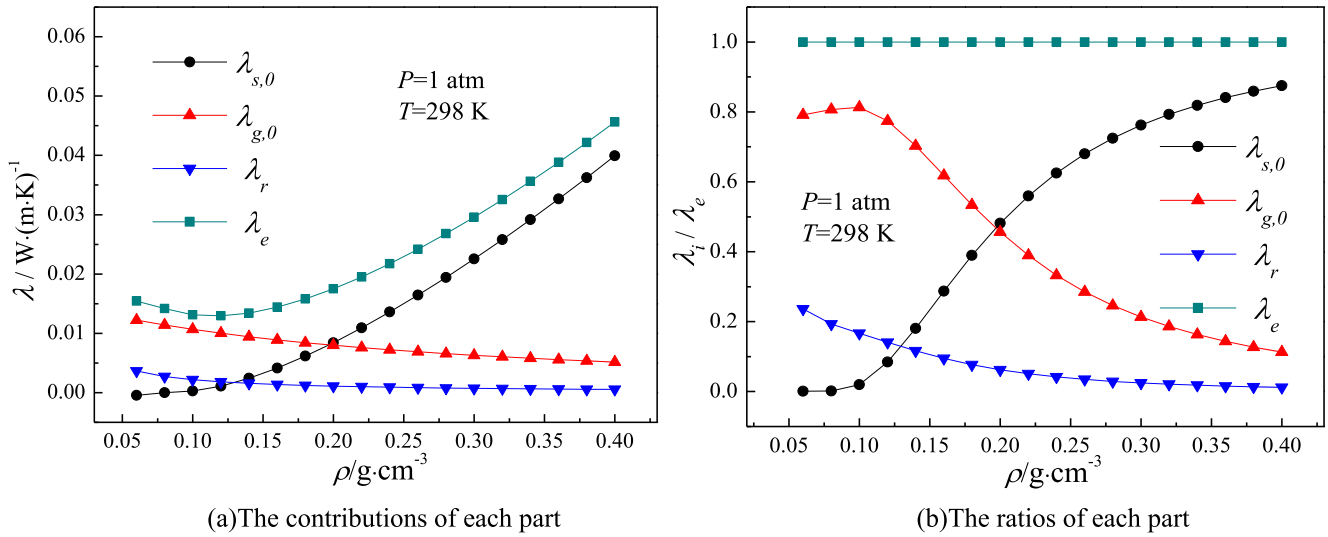 0.06
0.05
0.04
0.03
0.02
0.01
0.00
λ / W·(m·K)⁻¹
λs,0
λg,0
λr
λe
P=1 atm
T=298 K
0.05 0.10 0.15 0.20 0.25 0.30 0.35 0.40
ρ/g·cm⁻³
(a)The contributions of each part
1.0
0.8
0.6
0.4
0.2
0.0
λi / λe
P=1 atm
T=298 K
λs,0
λg,0
λr
λe
0.05 0.10 0.15 0.20 0.25 0.30 0.35 0.40
ρ/g·cm⁻³
(b)The ratios of each part